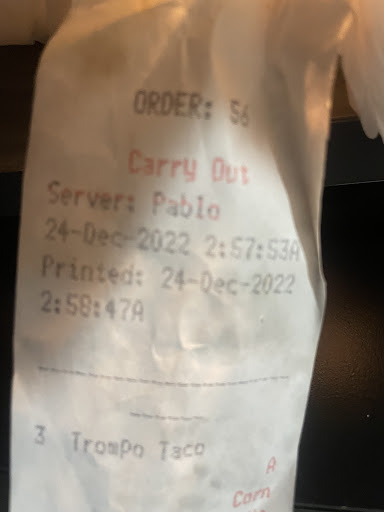 ORDER: 56
Carry Out
Server: Pablo
24-Dec-2022 2:57:53A
Printed: 24-Dec-2022
2:58:47A
3 Trompo Taco
A
Corn